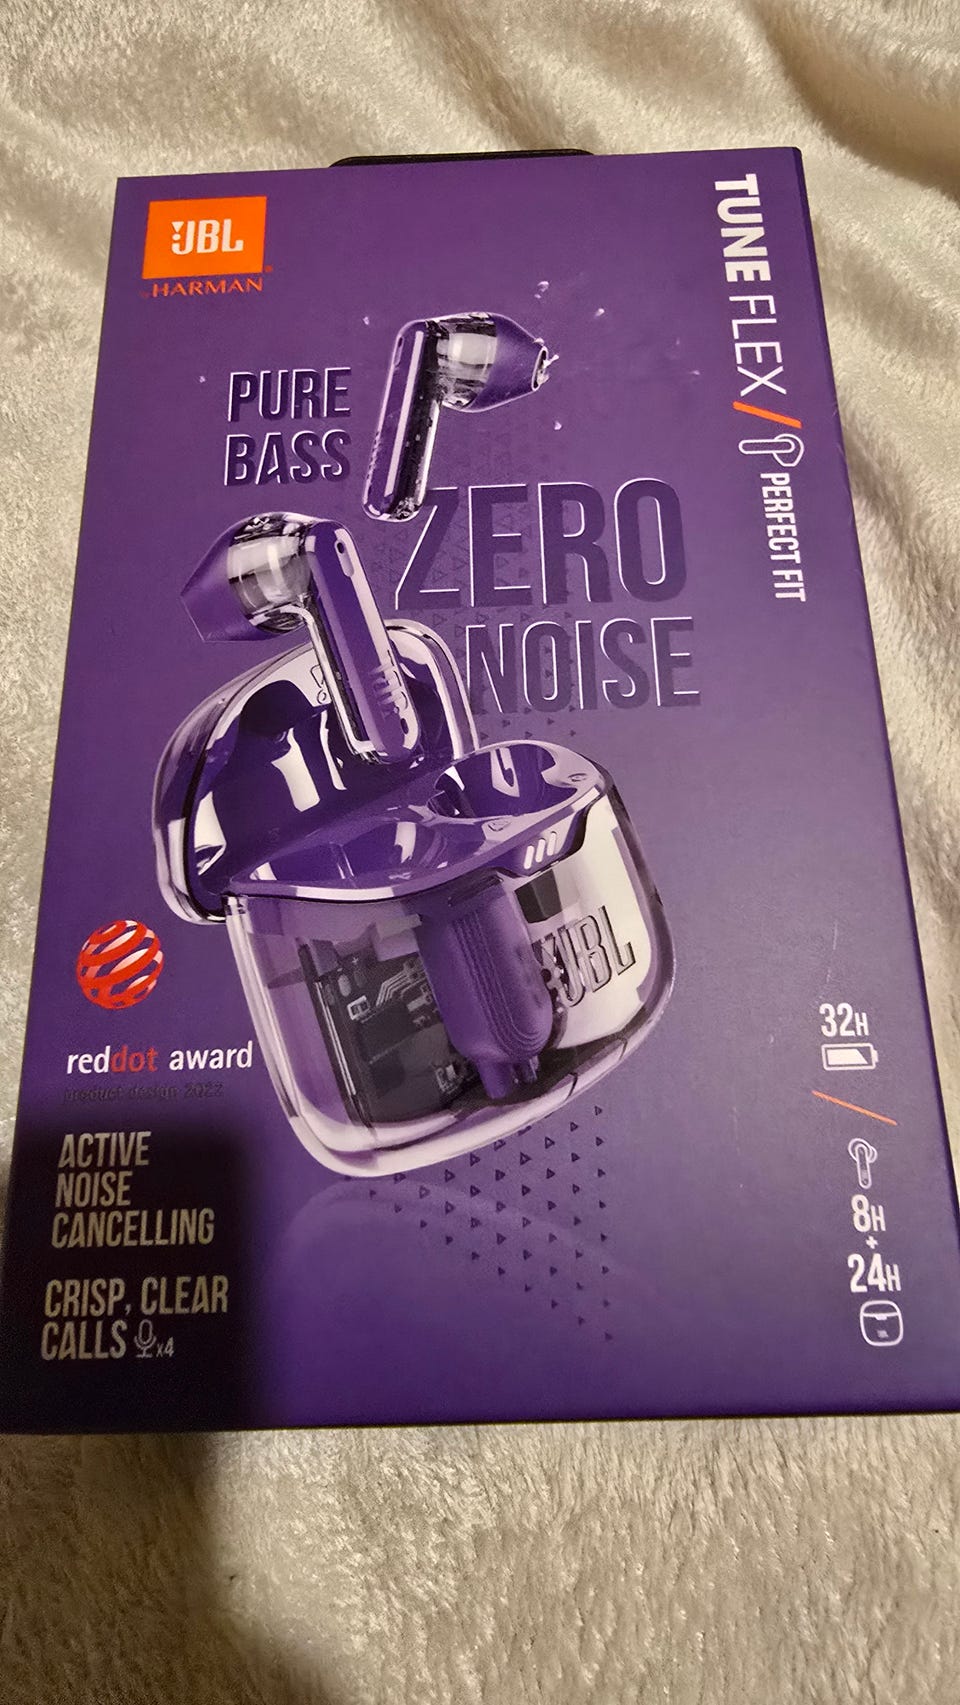 JBL
by HARMAN
TUNE FLEX / PERFECT FIT
PURE
BASS
ZERO
NOISE
JBL
reddot award
product design 2022
ACTIVE
NOISE
CANCELLING
CRISP, CLEAR
CALLS x4
32H
8H
+
24H